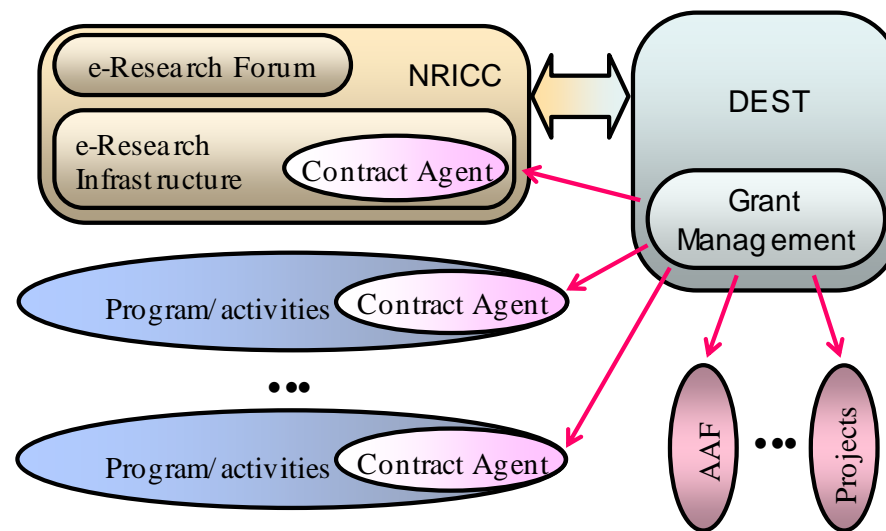 e-Research Forum
NRICC
e-Research
Infrastructure
Contract Agent
DEST
Grant
Management
Program/activities
Contract Agent
...
Program/activities
Contract Agent
AAF
...
Projects